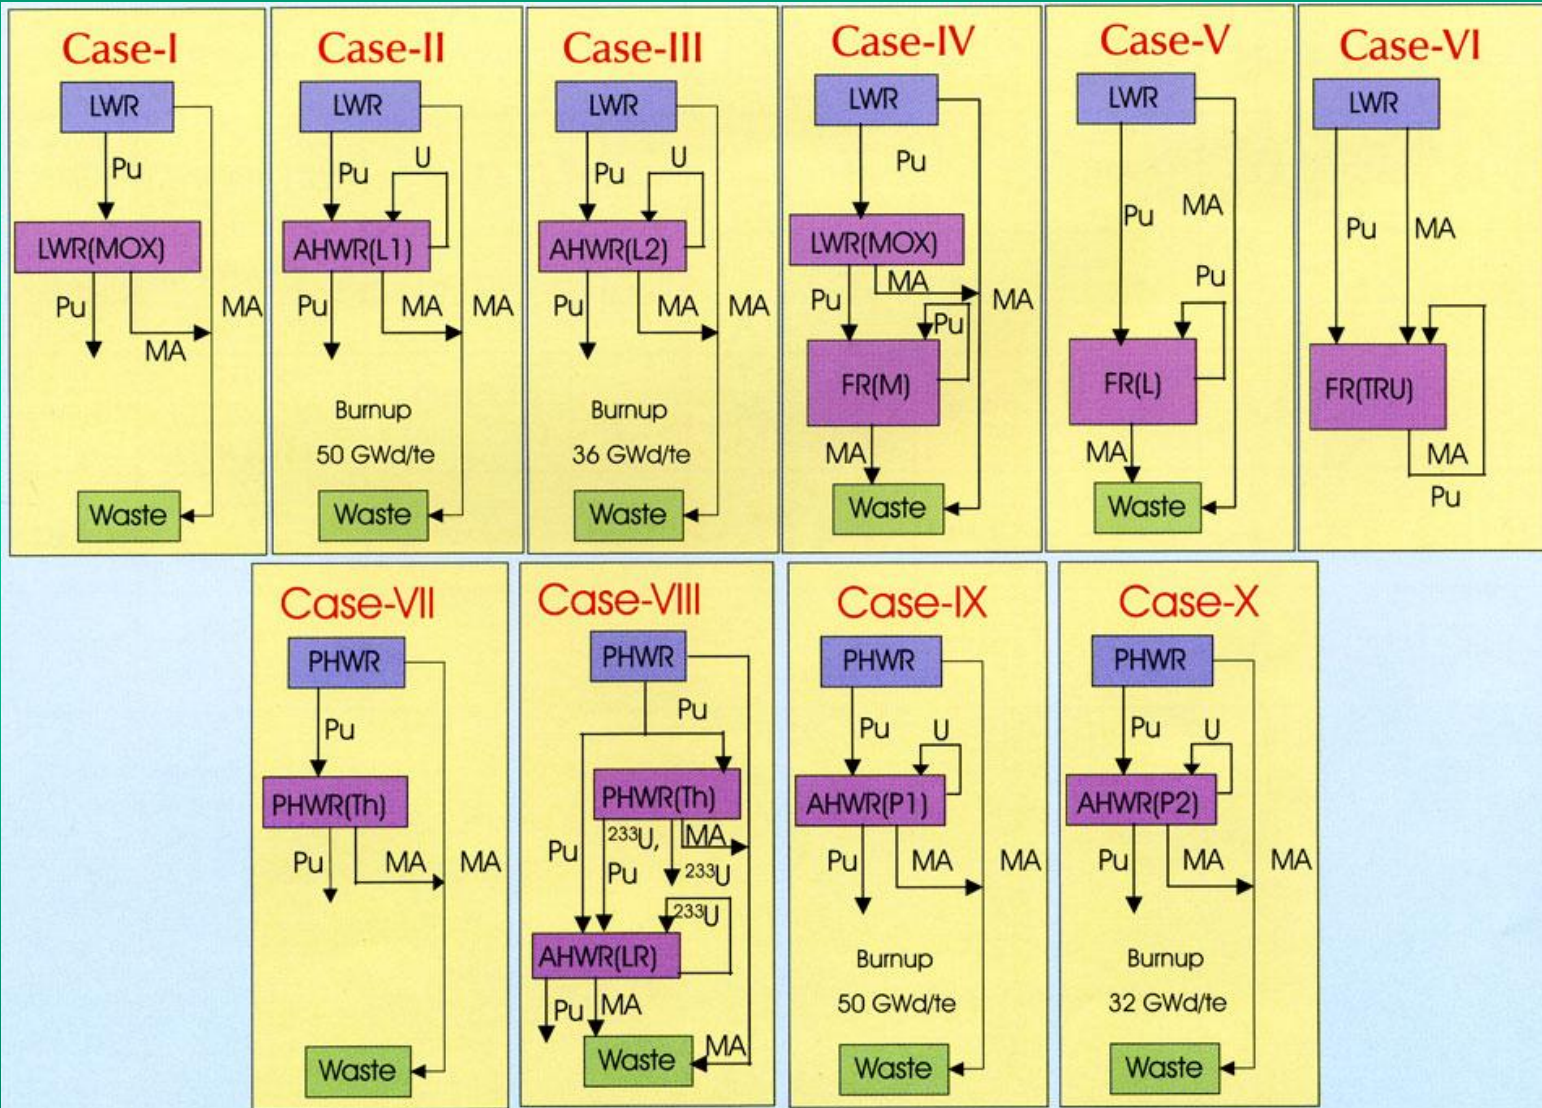 Case-I
LWR
Pu
LWR(MOX)
Pu
MA
MA
Waste
Case-II
LWR
U
Pu
AHWR(L1)
Pu
MA
MA
Burnup
50 GWd/te
Waste
Case-III
LWR
U
Pu
AHWR(L2)
Pu
MA
MA
Burnup
36 GWd/te
Waste
Case-IV
LWR
Pu
LWR(MOX)
MA
Pu
MA
Pu
FR(M)
MA
Waste
Case-V
LWR
Pu
MA
Pu
FR(L)
MA
Waste
Case-VI
LWR
Pu
MA
FR(TRU)
MA
Pu
Case-VII
PHWR
Pu
PHWR(Th)
Pu
MA
MA
Waste
Case-VIII
PHWR
Pu
PHWR(Th)
233U,
MA
Pu
Pu
233U
233U
AHWR(LR)
Pu
MA
Waste
MA
Case-IX
PHWR
Pu
U
AHWR(P1)
Pu
MA
MA
Burnup
50 GWd/te
Waste
Case-X
PHWR
Pu
U
AHWR(P2)
Pu
MA
MA
Burnup
32 GWd/te
Waste